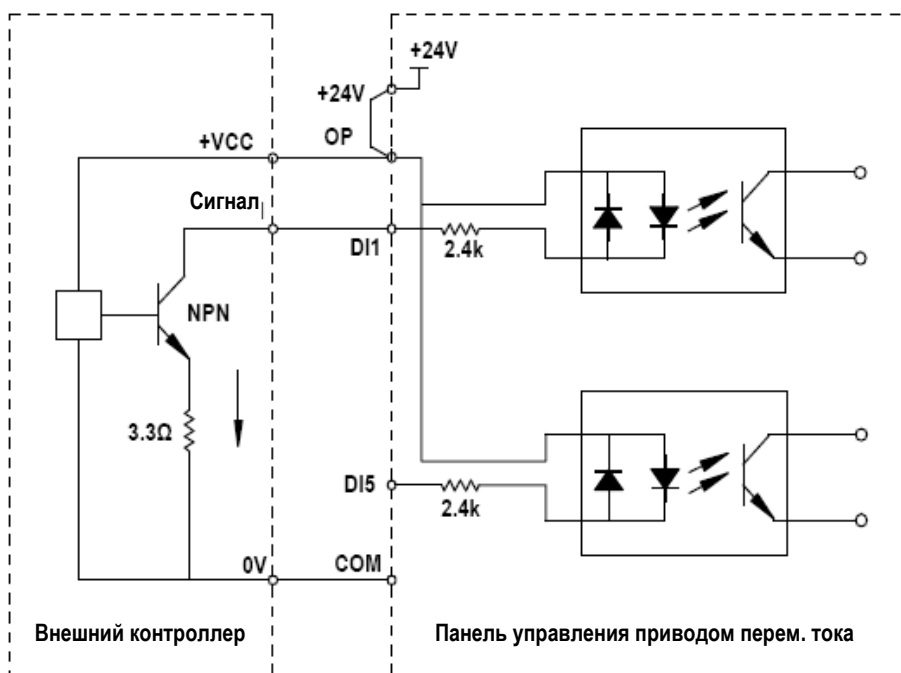 +24V
+24V
OP
+VCC
Сигнал
DI1
2.4k
NPN
3.3Ω
DI5
2.4k
0V
COM
Внешний контроллер
Панель управления приводом перем. тока